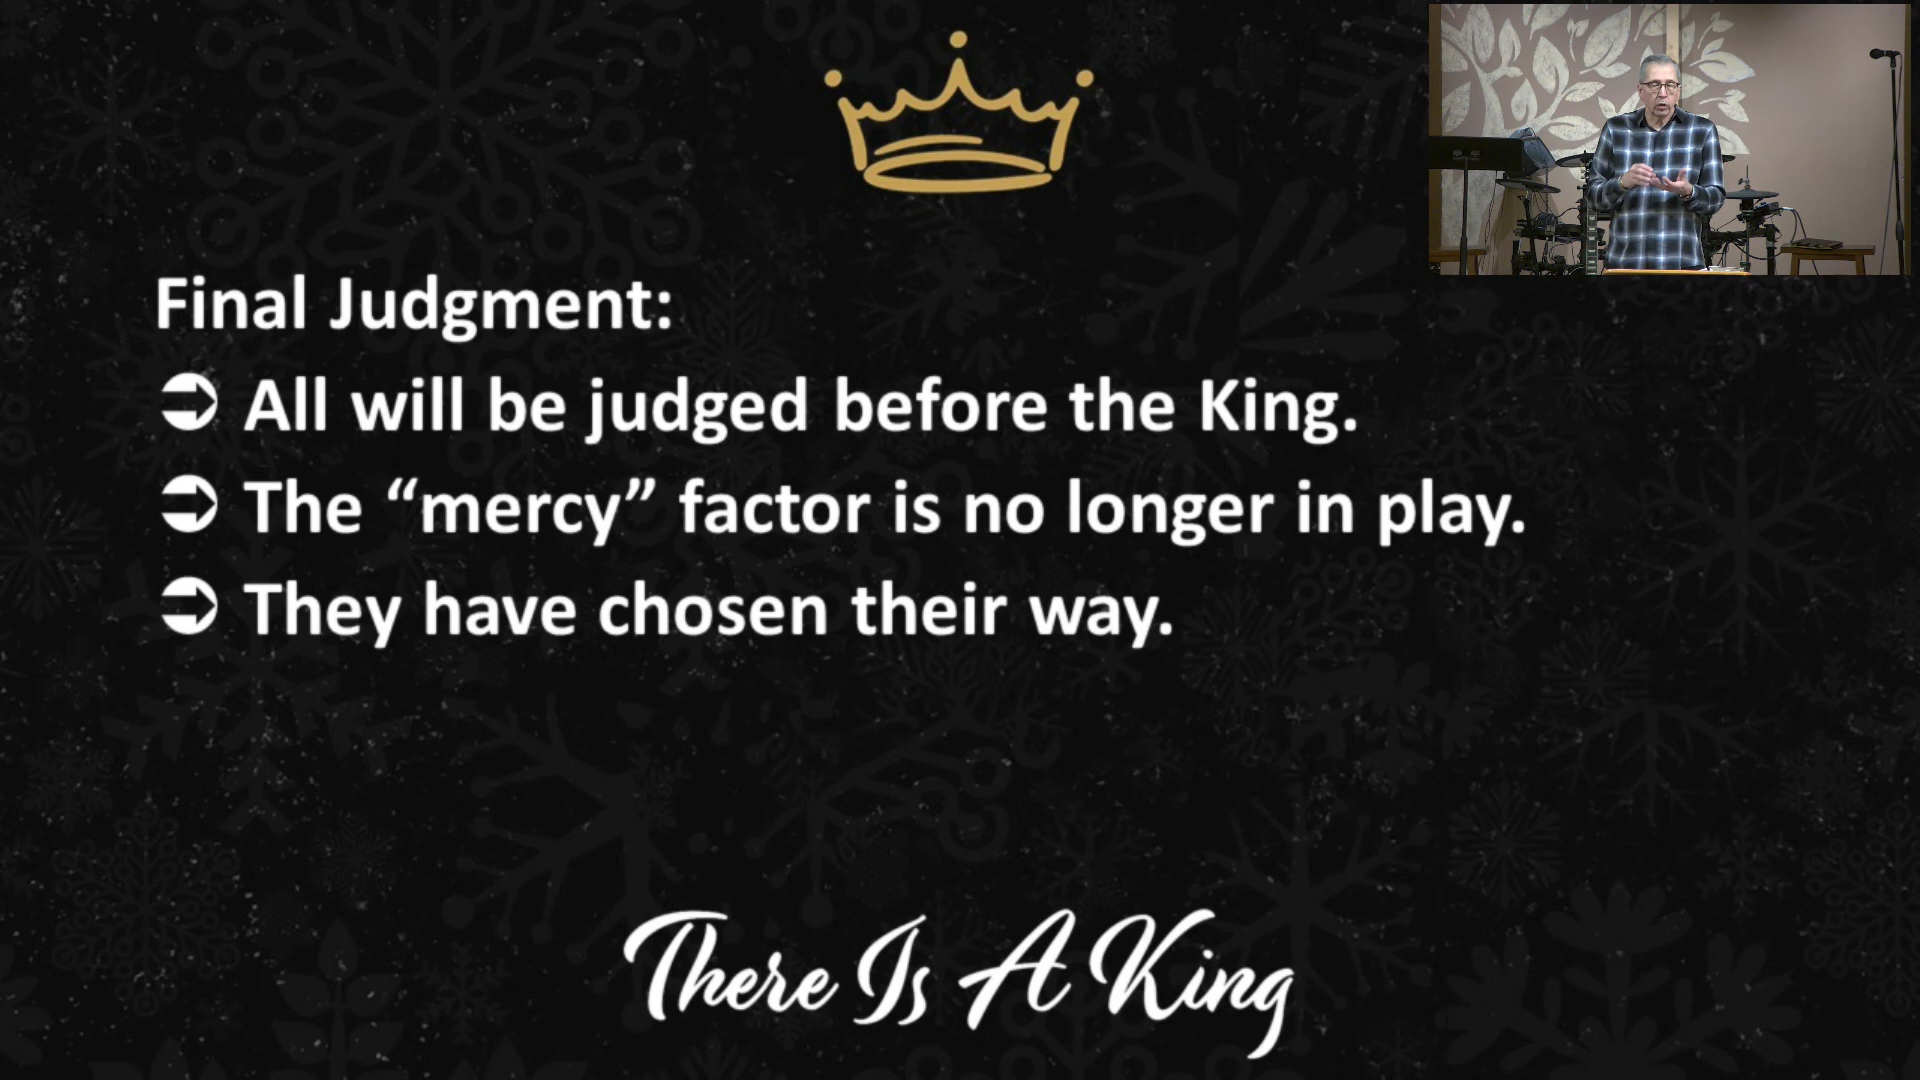 Final Judgment:
➲ All will be judged before the King.
➲ The “mercy” factor is no longer in play.
➲ They have chosen their way.
There Is A King